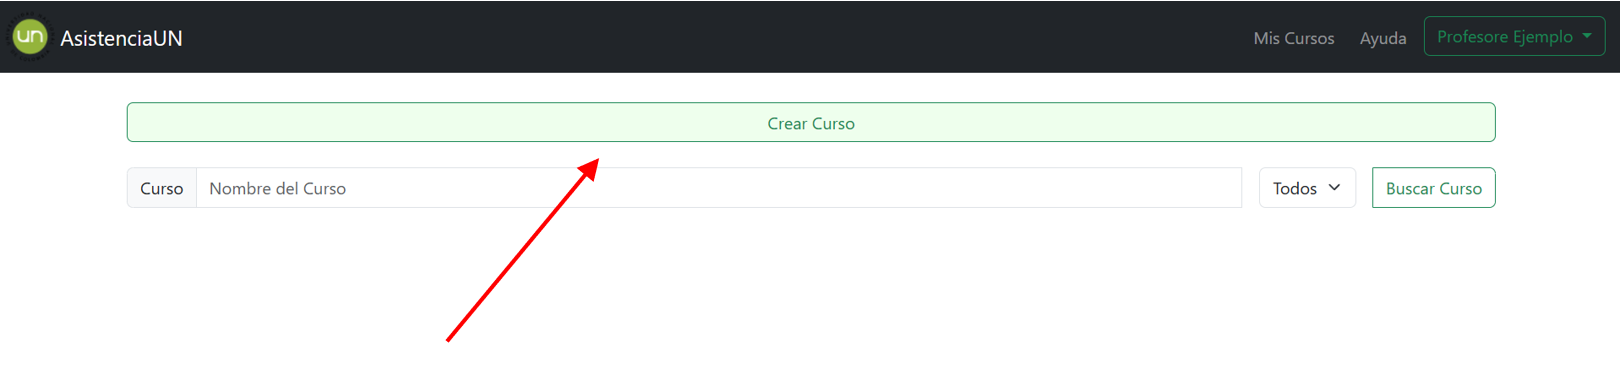 un AsistenciaUN Mis Cursos Ayuda Profesore Ejemplo
Crear Curso
Curso Nombre del Curso Todos Buscar Curso